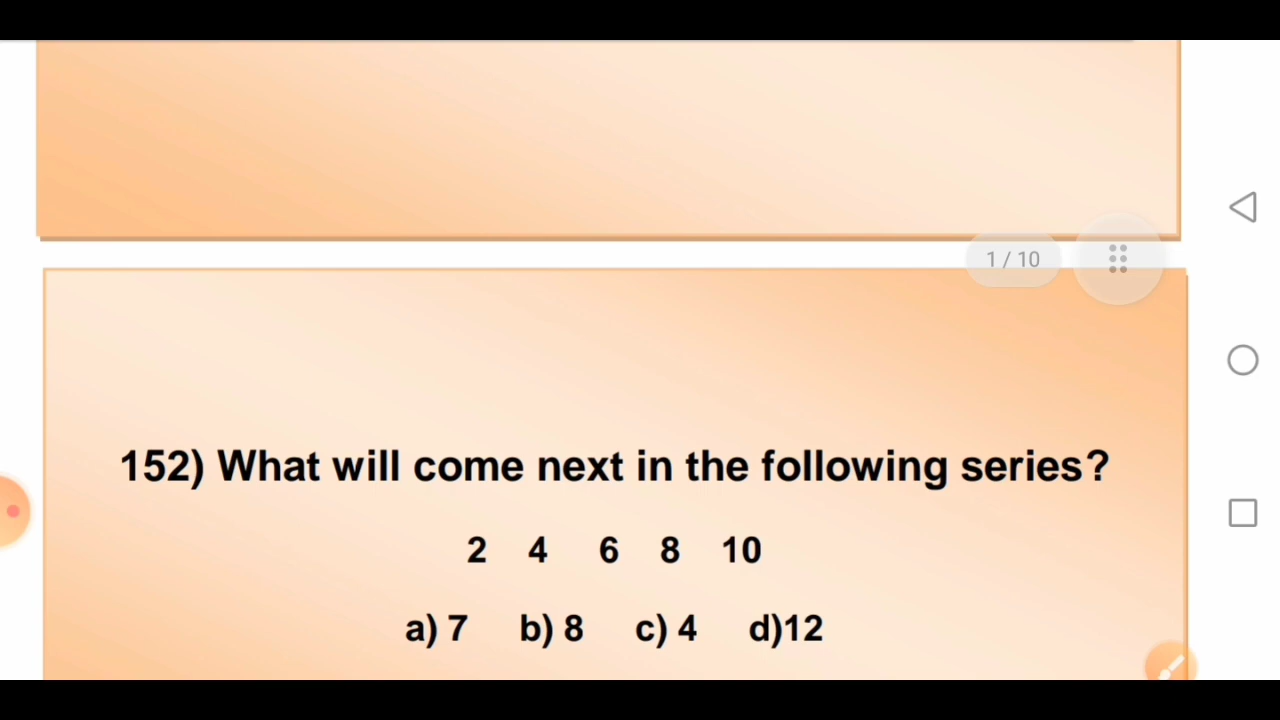 1 / 10
152) What will come next in the following series?
2 4 6 8 10
a) 7 b) 8 c) 4 d)12